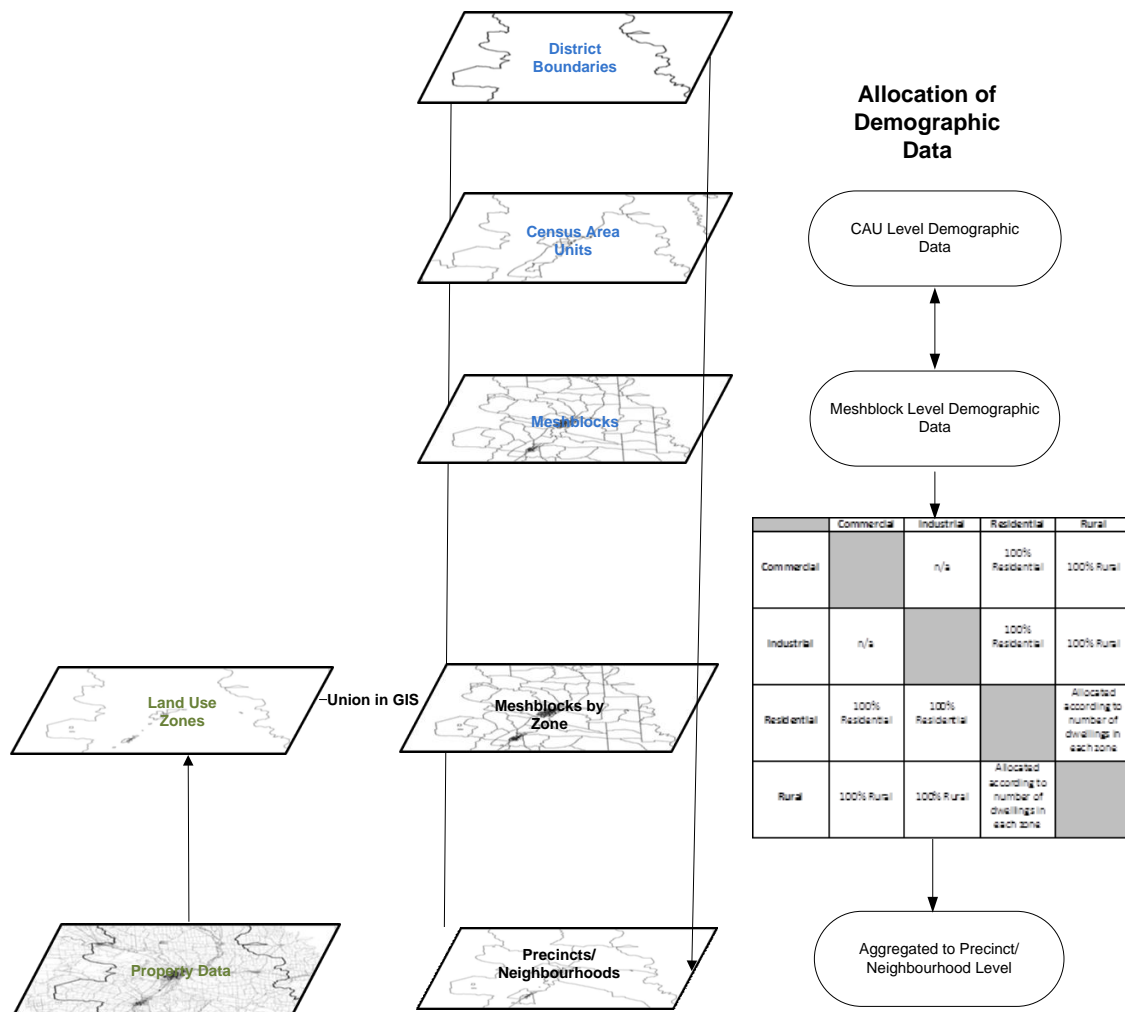 District
Boundaries
Allocation of
Demographic
Data
Census Area
Units
CAU Level Demographic
Data
Meshblocks
Meshblock Level Demographic
Data
Commercial Industrial Residential Rural
Commercial n/a 100% Residential 100% Rural
Industrial n/a 100% Residential 100% Rural
Residential 100% Residential 100% Residential Allocated according to number of dwellings in each zone
Rural 100% Rural 100% Rural Allocated according to number of dwellings in each zone
Land Use
Zones
Union in GIS
Meshblocks by
Zone
Property Data
Precincts/
Neighbourhoods
Aggregated to Precinct/
Neighbourhood Level